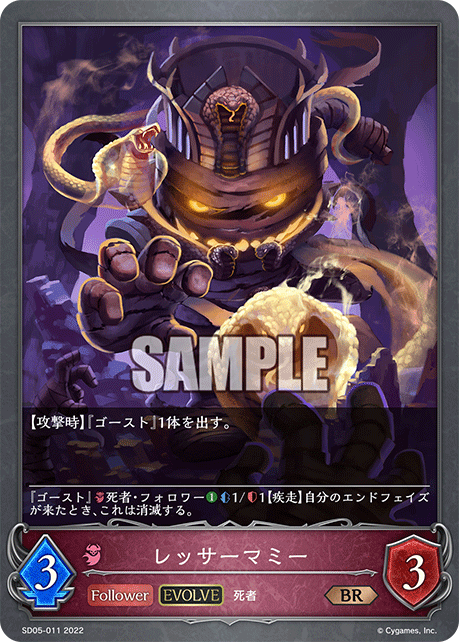 SAMPLE
【攻撃時】『ゴースト』1体を出す。
『ゴースト』死者・フォロワー1 1/1【疾走】自分のエンドフェイズ
が来たとき、これは消滅する。
3 レッサーマミー 3
Follower EVOLVE 死者 BR
SD05-011 2022 © Cygames, Inc.